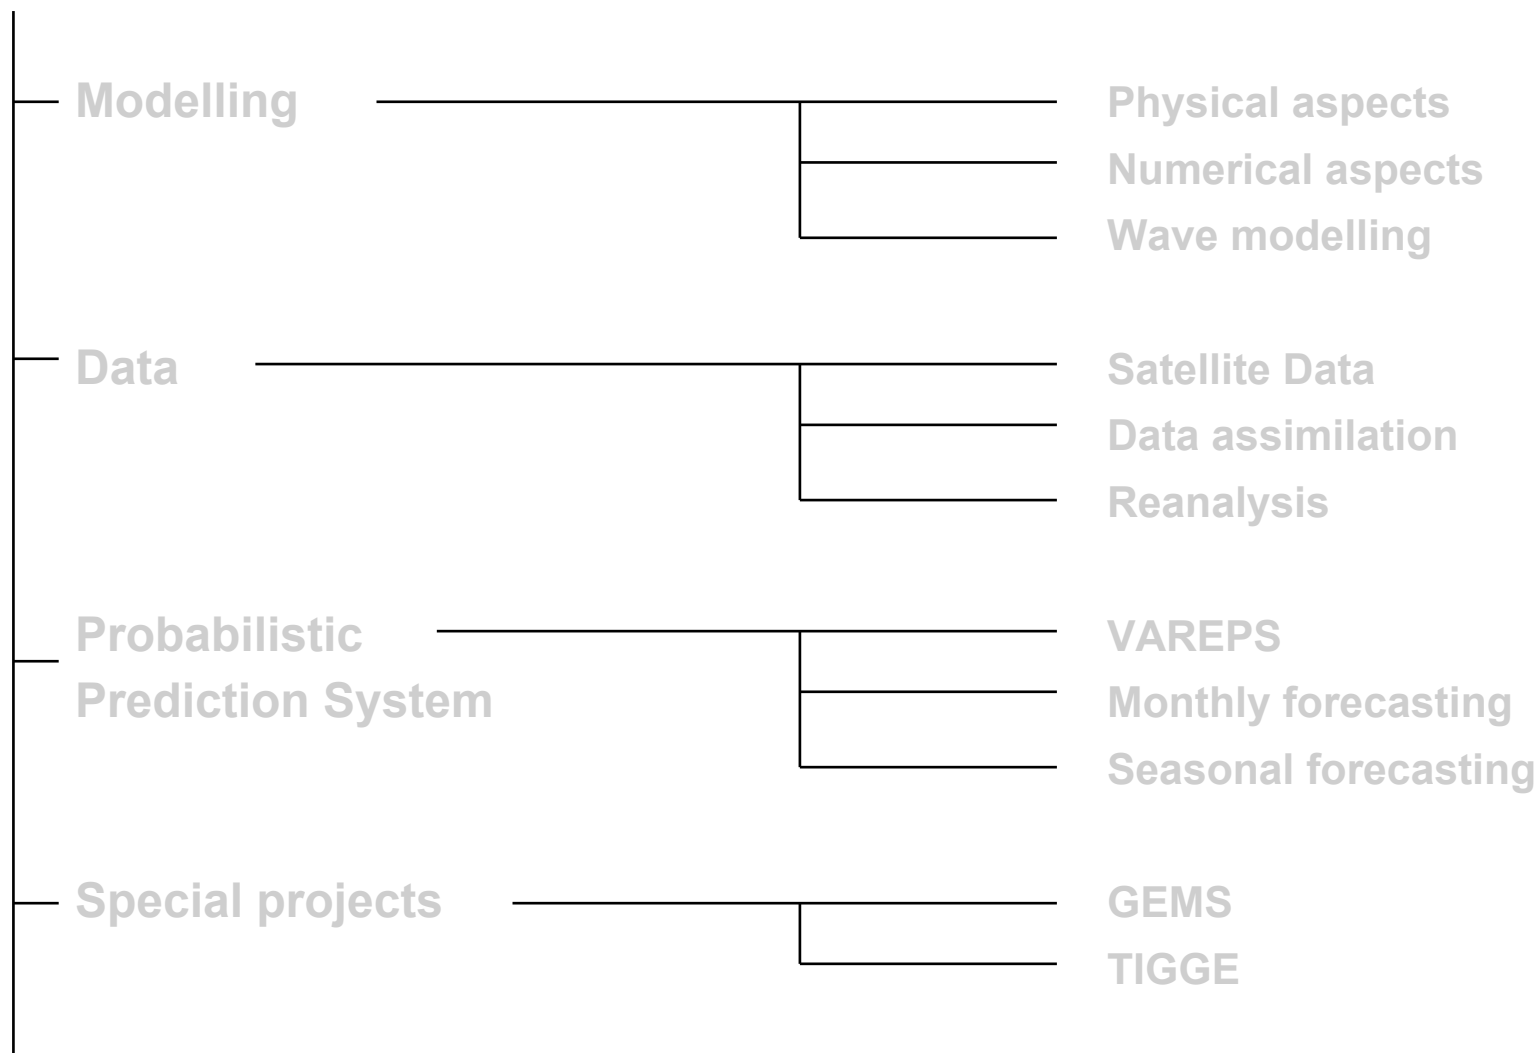 Modelling
Physical aspects
Numerical aspects
Wave modelling
Data
Satellite Data
Data assimilation
Reanalysis
Probabilistic
Prediction System
VAREPS
Monthly forecasting
Seasonal forecasting
Special projects
GEMS
TIGGE